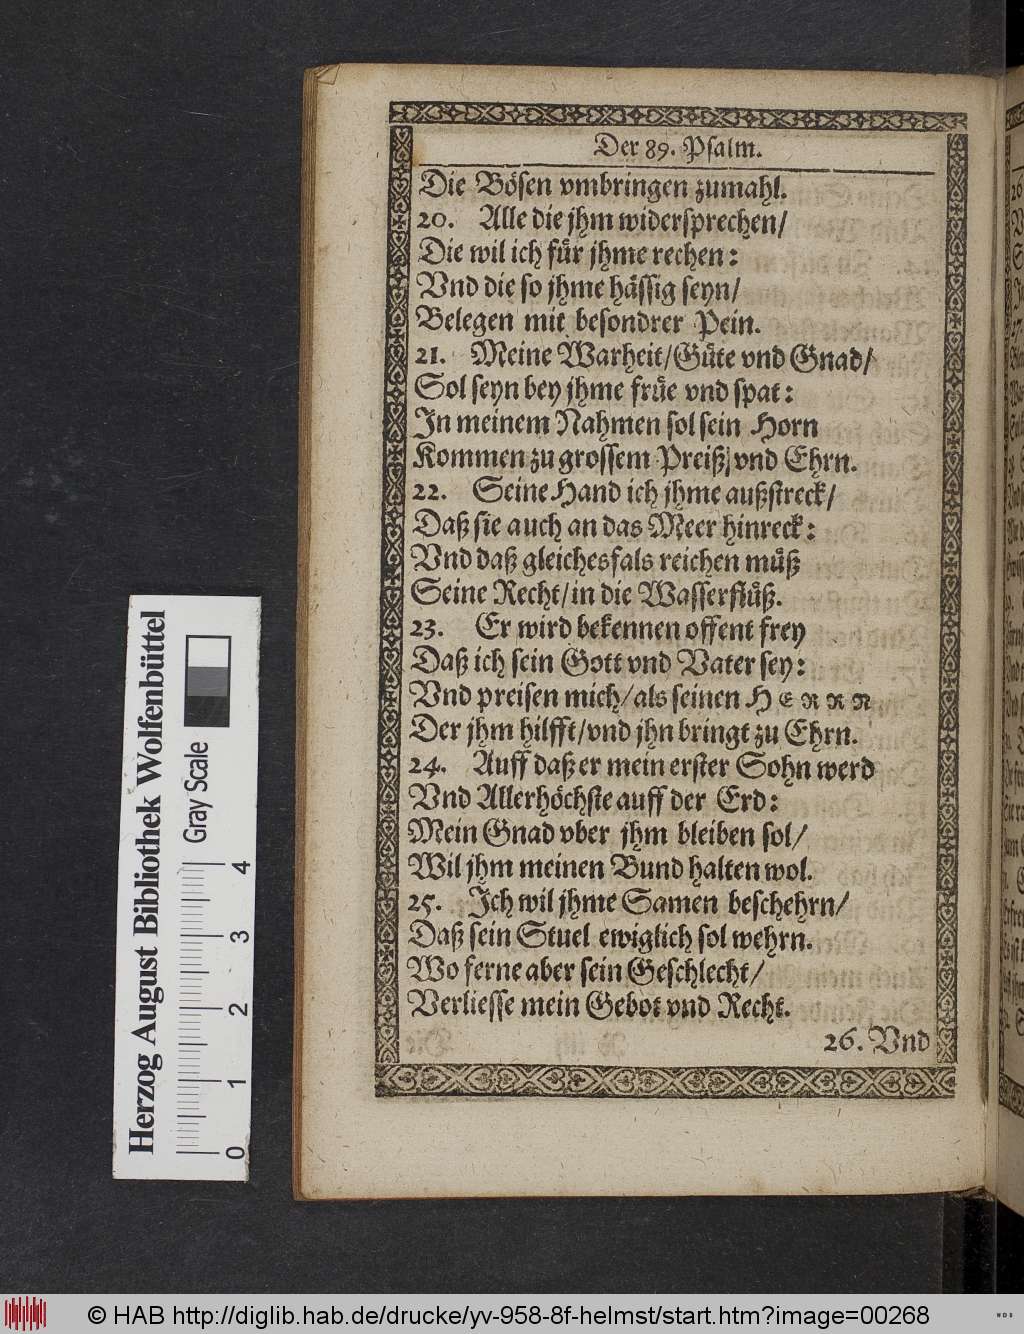 Der 89. Psalm.
Die Bösen vmbringen zumahl.
20. Alle die jhm widersprechen/
Die wil ich für jhme rechen:
Vnd die so jhme hässig seyn/
Belegen mit besondrer Pein.
21. Meine Warheit/Güte vnd Gnad/
Sol seyn bey jhme früe vnd spat:
In meinem Nahmen sol sein Horn
Kommen zu grossem Preiß/ vnd Ehrn.
22. Seine Hand ich jhme außstreck/
Daß sie auch an das Meer hinreck:
Vnd daß gleichesfals reichen müß
Seine Recht/in die Wasserflüß.
23. Er wird bekennen offent frey
Daß ich sein Gott vnd Vater sey:
Vnd preisen mich/als seinen HERRN
Der jhm hilfft/vnd jhn bringt zu Ehrn.
24. Auff daß er mein erster Sohn werd
Vnd Allerhöchste auff der Erd:
Mein Gnad vber jhm bleiben sol/
Wil jhm meinen Bund halten wol.
25. Ich wil jhme Samen beschehrn/
Daß sein Stuel ewiglich sol wehrn.
Wo ferne aber sein Geschlecht/
Verliesse mein Gebot vnd Recht.
26. Vnd
Herzog August Bibliothek Wolfenbüttel
Gray Scale
0 1 2 3 4
© HAB http://diglib.hab.de/drucke/yv-958-8f-helmst/start.htm?image=00268